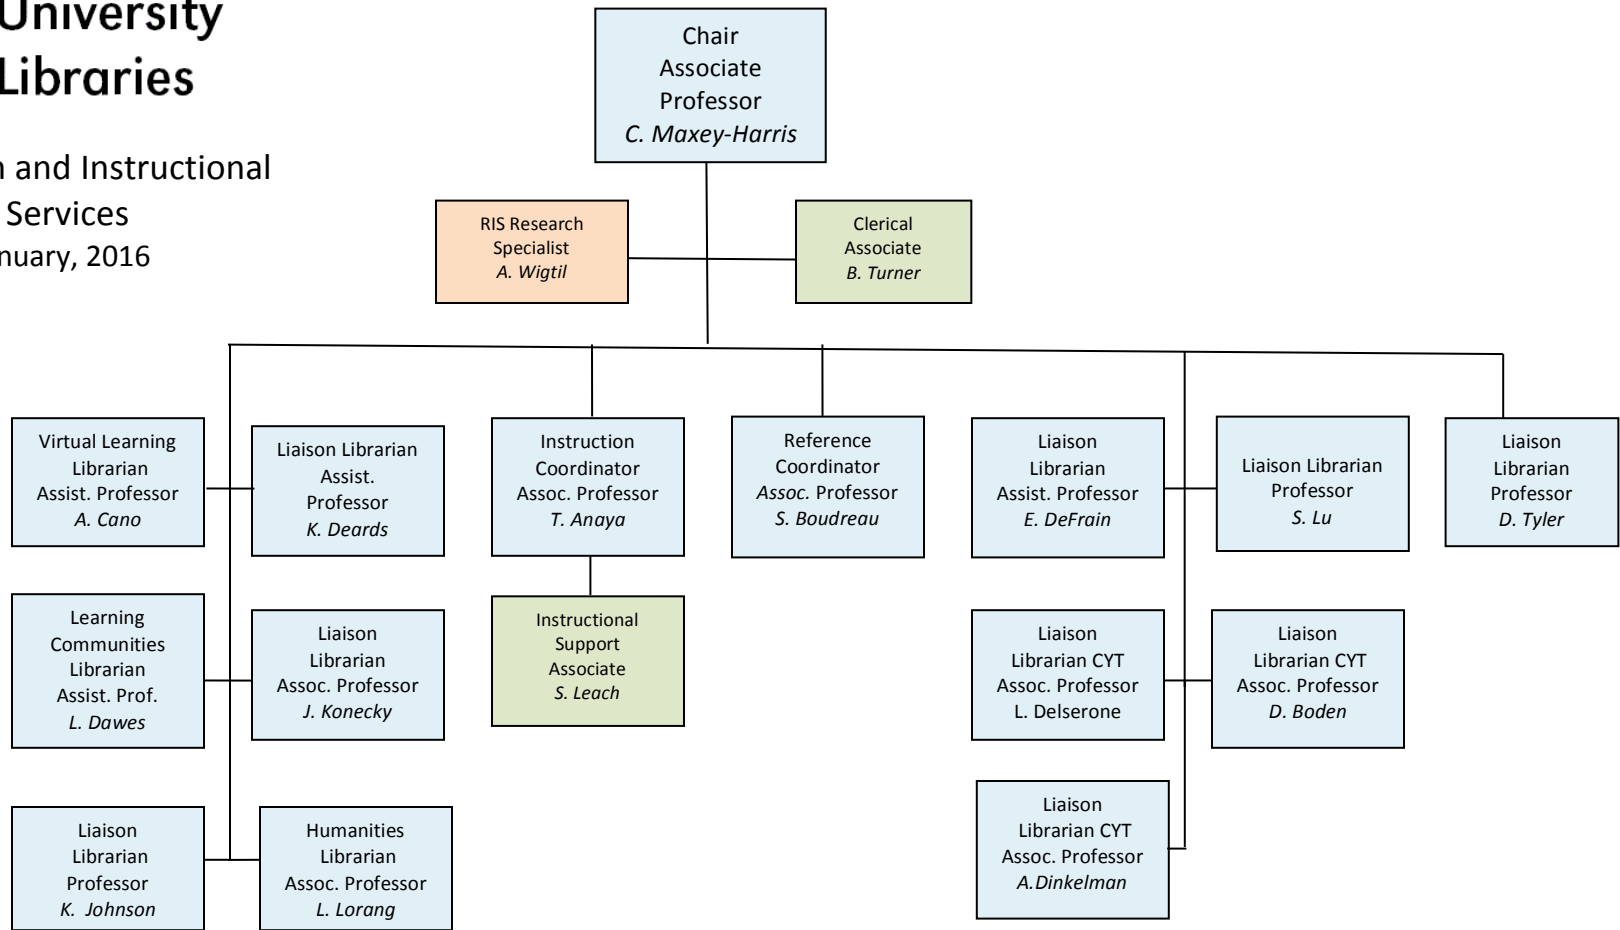 University
Libraries
n and Instructional
Services
nuary, 2016
Chair
Associate
Professor
C. Maxey-Harris
RIS Research
Specialist
A. Wigtil
Clerical
Associate
B. Turner
Virtual Learning
Librarian
Assist. Professor
A. Cano
Liaison Librarian
Assist.
Professor
K. Deards
Instruction
Coordinator
Assoc. Professor
T. Anaya
Reference
Coordinator
Assoc. Professor
S. Boudreau
Liaison
Librarian
Assist. Professor
E. DeFrain
Liaison Librarian
Professor
S. Lu
Liaison
Librarian
Professor
D. Tyler
Learning
Communities
Librarian
Assist. Prof.
L. Dawes
Liaison
Librarian
Assoc. Professor
J. Konecky
Instructional
Support
Associate
S. Leach
Liaison
Librarian CYT
Assoc. Professor
L. Delserone
Liaison
Librarian CYT
Assoc. Professor
D. Boden
Liaison
Librarian
Professor
K. Johnson
Humanities
Librarian
Assoc. Professor
L. Lorang
Liaison
Librarian CYT
Assoc. Professor
A.Dinkelman